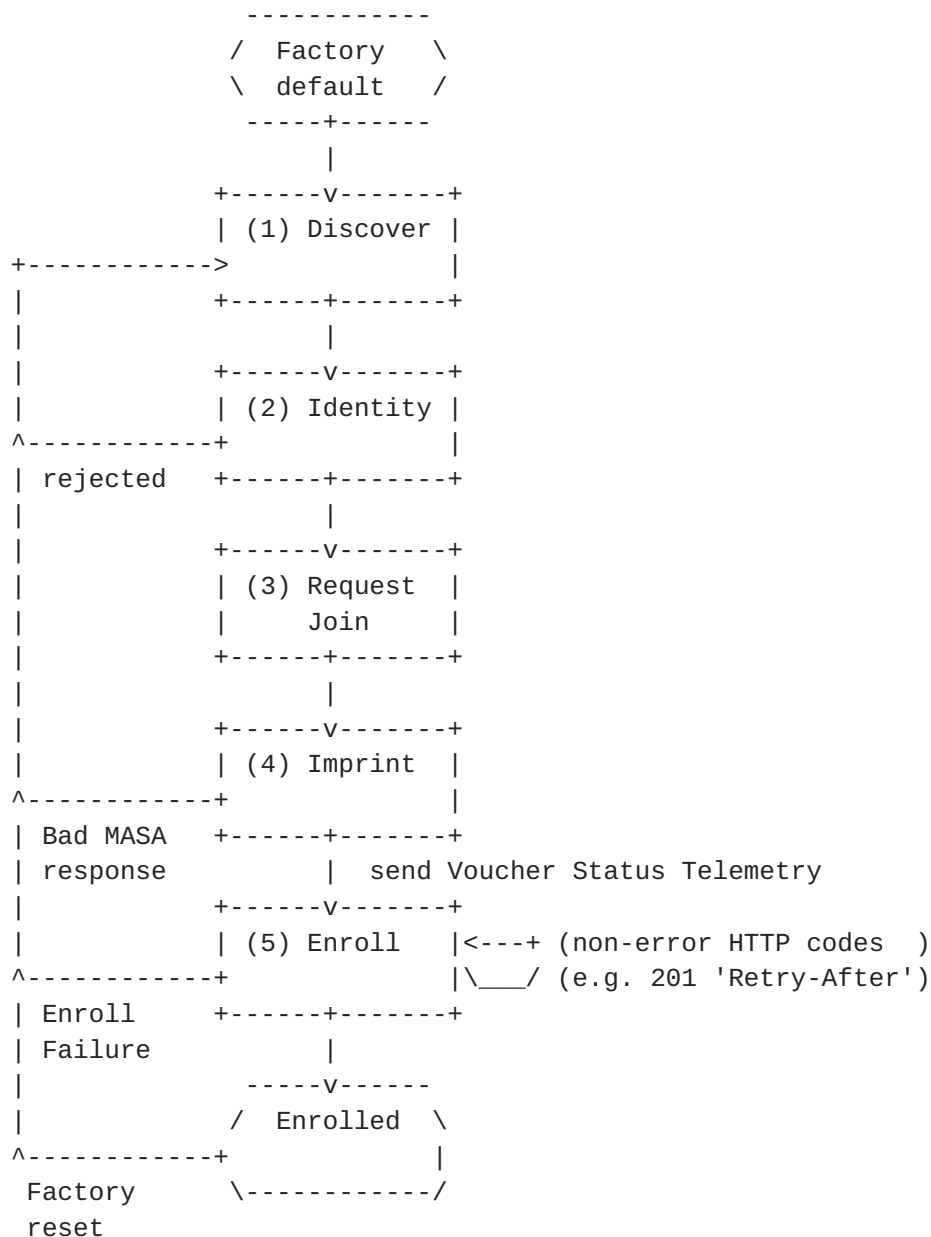 Factory
default
(1) Discover
(2) Identity
rejected
(3) Request
Join
(4) Imprint
Bad MASA
response send Voucher Status Telemetry
(5) Enroll (non-error HTTP codes )
(e.g. 201 'Retry-After')
Enroll
Failure
Enrolled
Factory
reset